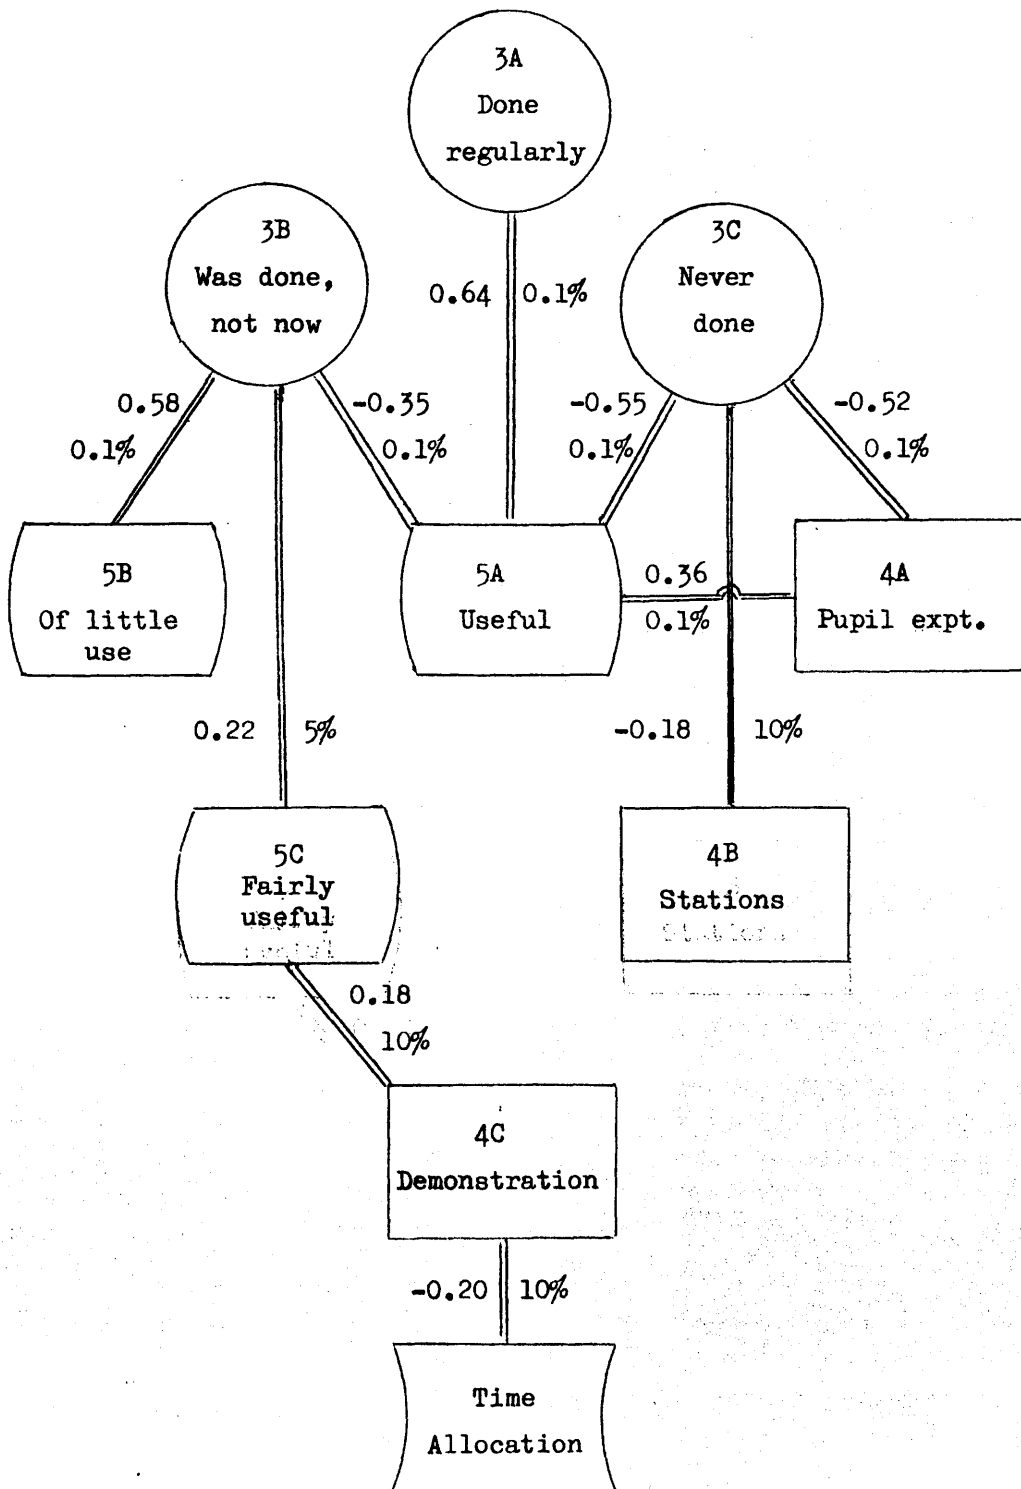 3A
Done
regularly
3B
Was done,
not now
3C
Never
done
0.64 0.1%
0.58
0.1%
-0.35
0.1%
-0.55
0.1%
-0.52
0.1%
5B
Of little
use
5A
Useful
0.36
0.1%
4A
Pupil expt.
0.22 5%
-0.18 10%
5C
Fairly
useful
4B
Stations
0.18
10%
4C
Demonstration
-0.20 10%
Time
Allocation